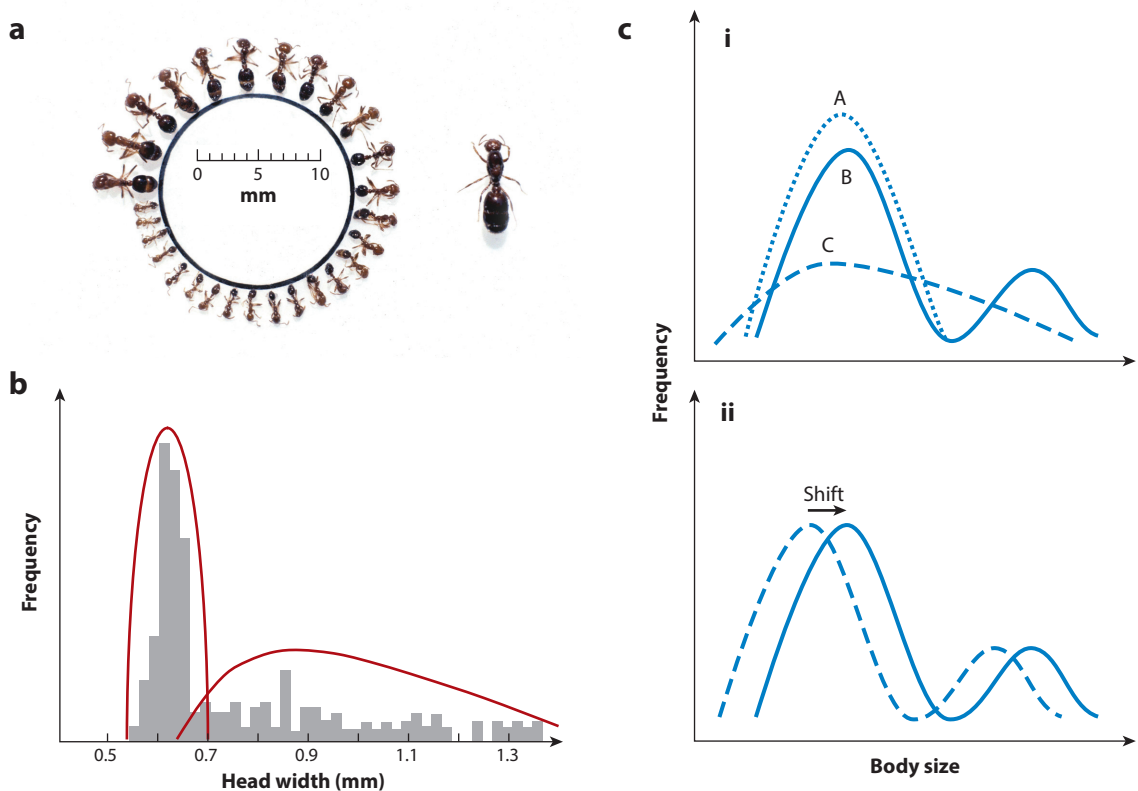 a
0 5 10
mm
b
Frequency
0.5 0.7 0.9 1.1 1.3
Head width (mm)
c
i
A
B
C
Frequency
ii
Shift
Body size